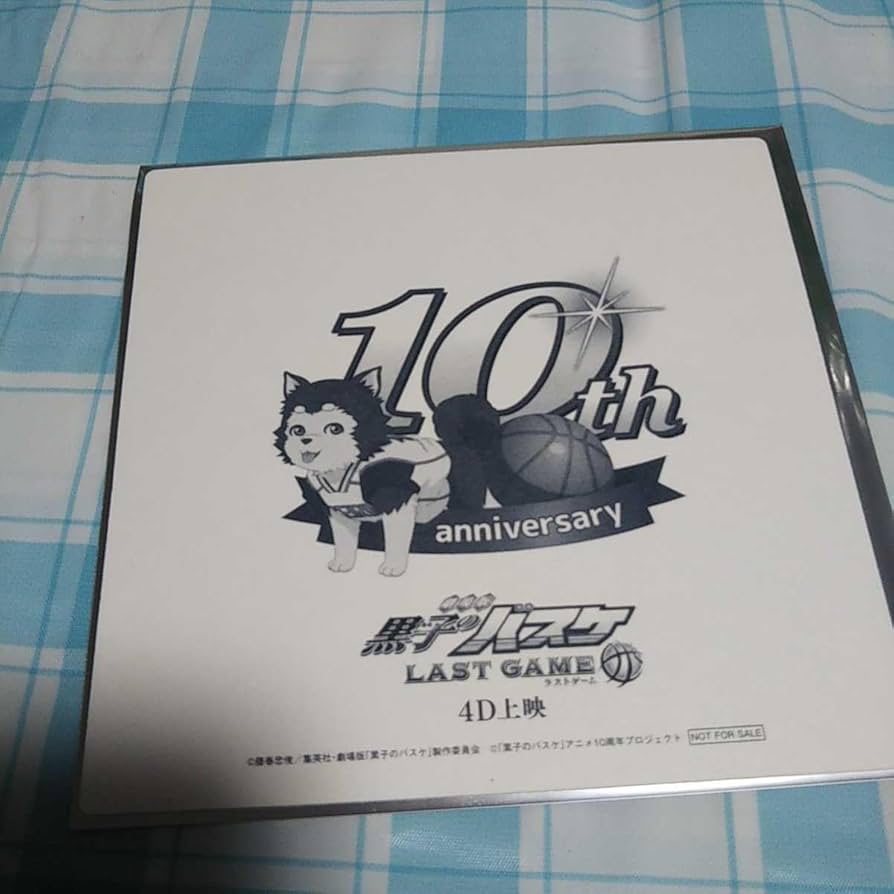 10th
anniversary
劇場版
黒子のバスケ
LAST GAME
ラストゲーム
4D上映
©藤巻忠俊/集英社・劇場版「黒子のバスケ」製作委員会 ©「黒子のバスケ」アニメ10周年プロジェクト NOT FOR SALE